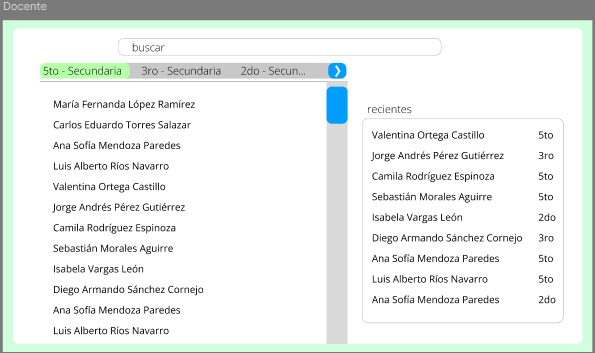 Docente
buscar
5to - Secundaria 3ro - Secundaria 2do - Secun... ❯
María Fernanda López Ramírez
Carlos Eduardo Torres Salazar
Ana Sofía Mendoza Paredes
Luis Alberto Ríos Navarro
Valentina Ortega Castillo
Jorge Andrés Pérez Gutiérrez
Camila Rodríguez Espinoza
Sebastián Morales Aguirre
Isabela Vargas León
Diego Armando Sánchez Cornejo
Ana Sofía Mendoza Paredes
Luis Alberto Ríos Navarro
recientes
Valentina Ortega Castillo 5to
Jorge Andrés Pérez Gutiérrez 3ro
Camila Rodríguez Espinoza 5to
Sebastián Morales Aguirre 5to
Isabela Vargas León 2do
Diego Armando Sánchez Cornejo 3ro
Ana Sofía Mendoza Paredes 5to
Luis Alberto Ríos Navarro 5to
Ana Sofía Mendoza Paredes 2do